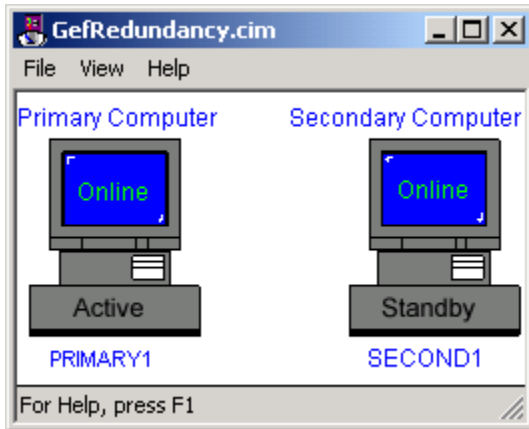 GefRedundancy.cim
File View Help
Primary Computer Secondary Computer
Online Online
Active Standby
PRIMARY1 SECOND1
For Help, press F1